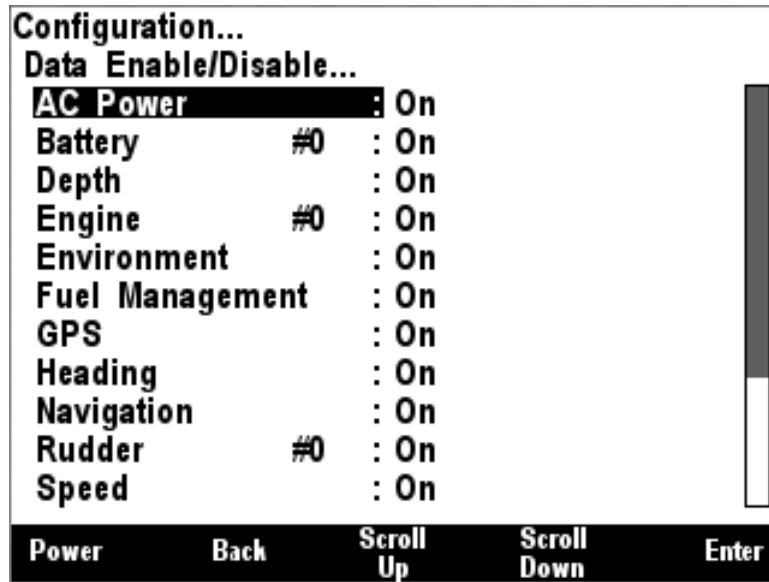 Configuration...
Data Enable/Disable...
AC Power : On
Battery #0 : On
Depth : On
Engine #0 : On
Environment : On
Fuel Management : On
GPS : On
Heading : On
Navigation : On
Rudder #0 : On
Speed : On
Power Back Scroll Up Scroll Down Enter